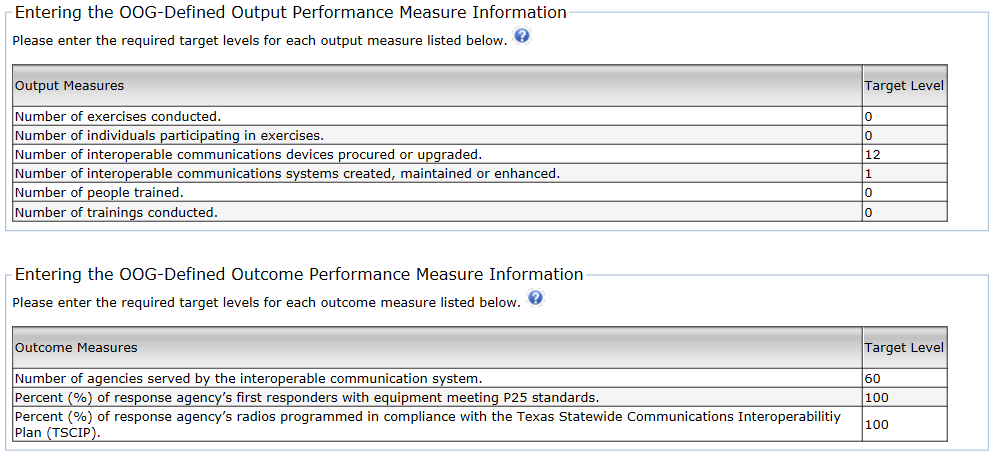 Entering the OOG-Defined Output Performance Measure Information
Please enter the required target levels for each output measure listed below. ?
Output Measures Target Level
Number of exercises conducted. 0
Number of individuals participating in exercises. 0
Number of interoperable communications devices procured or upgraded. 12
Number of interoperable communications systems created, maintained or enhanced. 1
Number of people trained. 0
Number of trainings conducted. 0
Entering the OOG-Defined Outcome Performance Measure Information
Please enter the required target levels for each outcome measure listed below. ?
Outcome Measures Target Level
Number of agencies served by the interoperable communication system. 60
Percent (%) of response agency's first responders with equipment meeting P25 standards. 100
Percent (%) of response agency's radios programmed in compliance with the Texas Statewide Communications Interoperabilitiy
Plan (TSCIP). 100